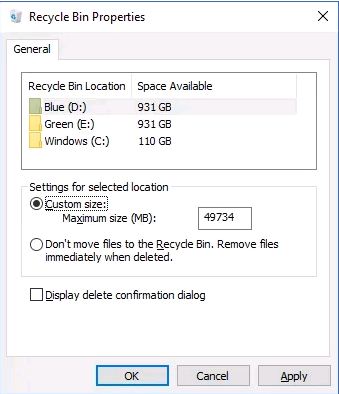 Recycle Bin Properties
General
Recycle Bin Location Space Available
Blue (D:) 931 GB
Green (E:) 931 GB
Windows (C:) 110 GB
Settings for selected location
Custom size:
Maximum size (MB): 49734
Don't move files to the Recycle Bin. Remove files
immediately when deleted.
Display delete confirmation dialog
OK Cancel Apply